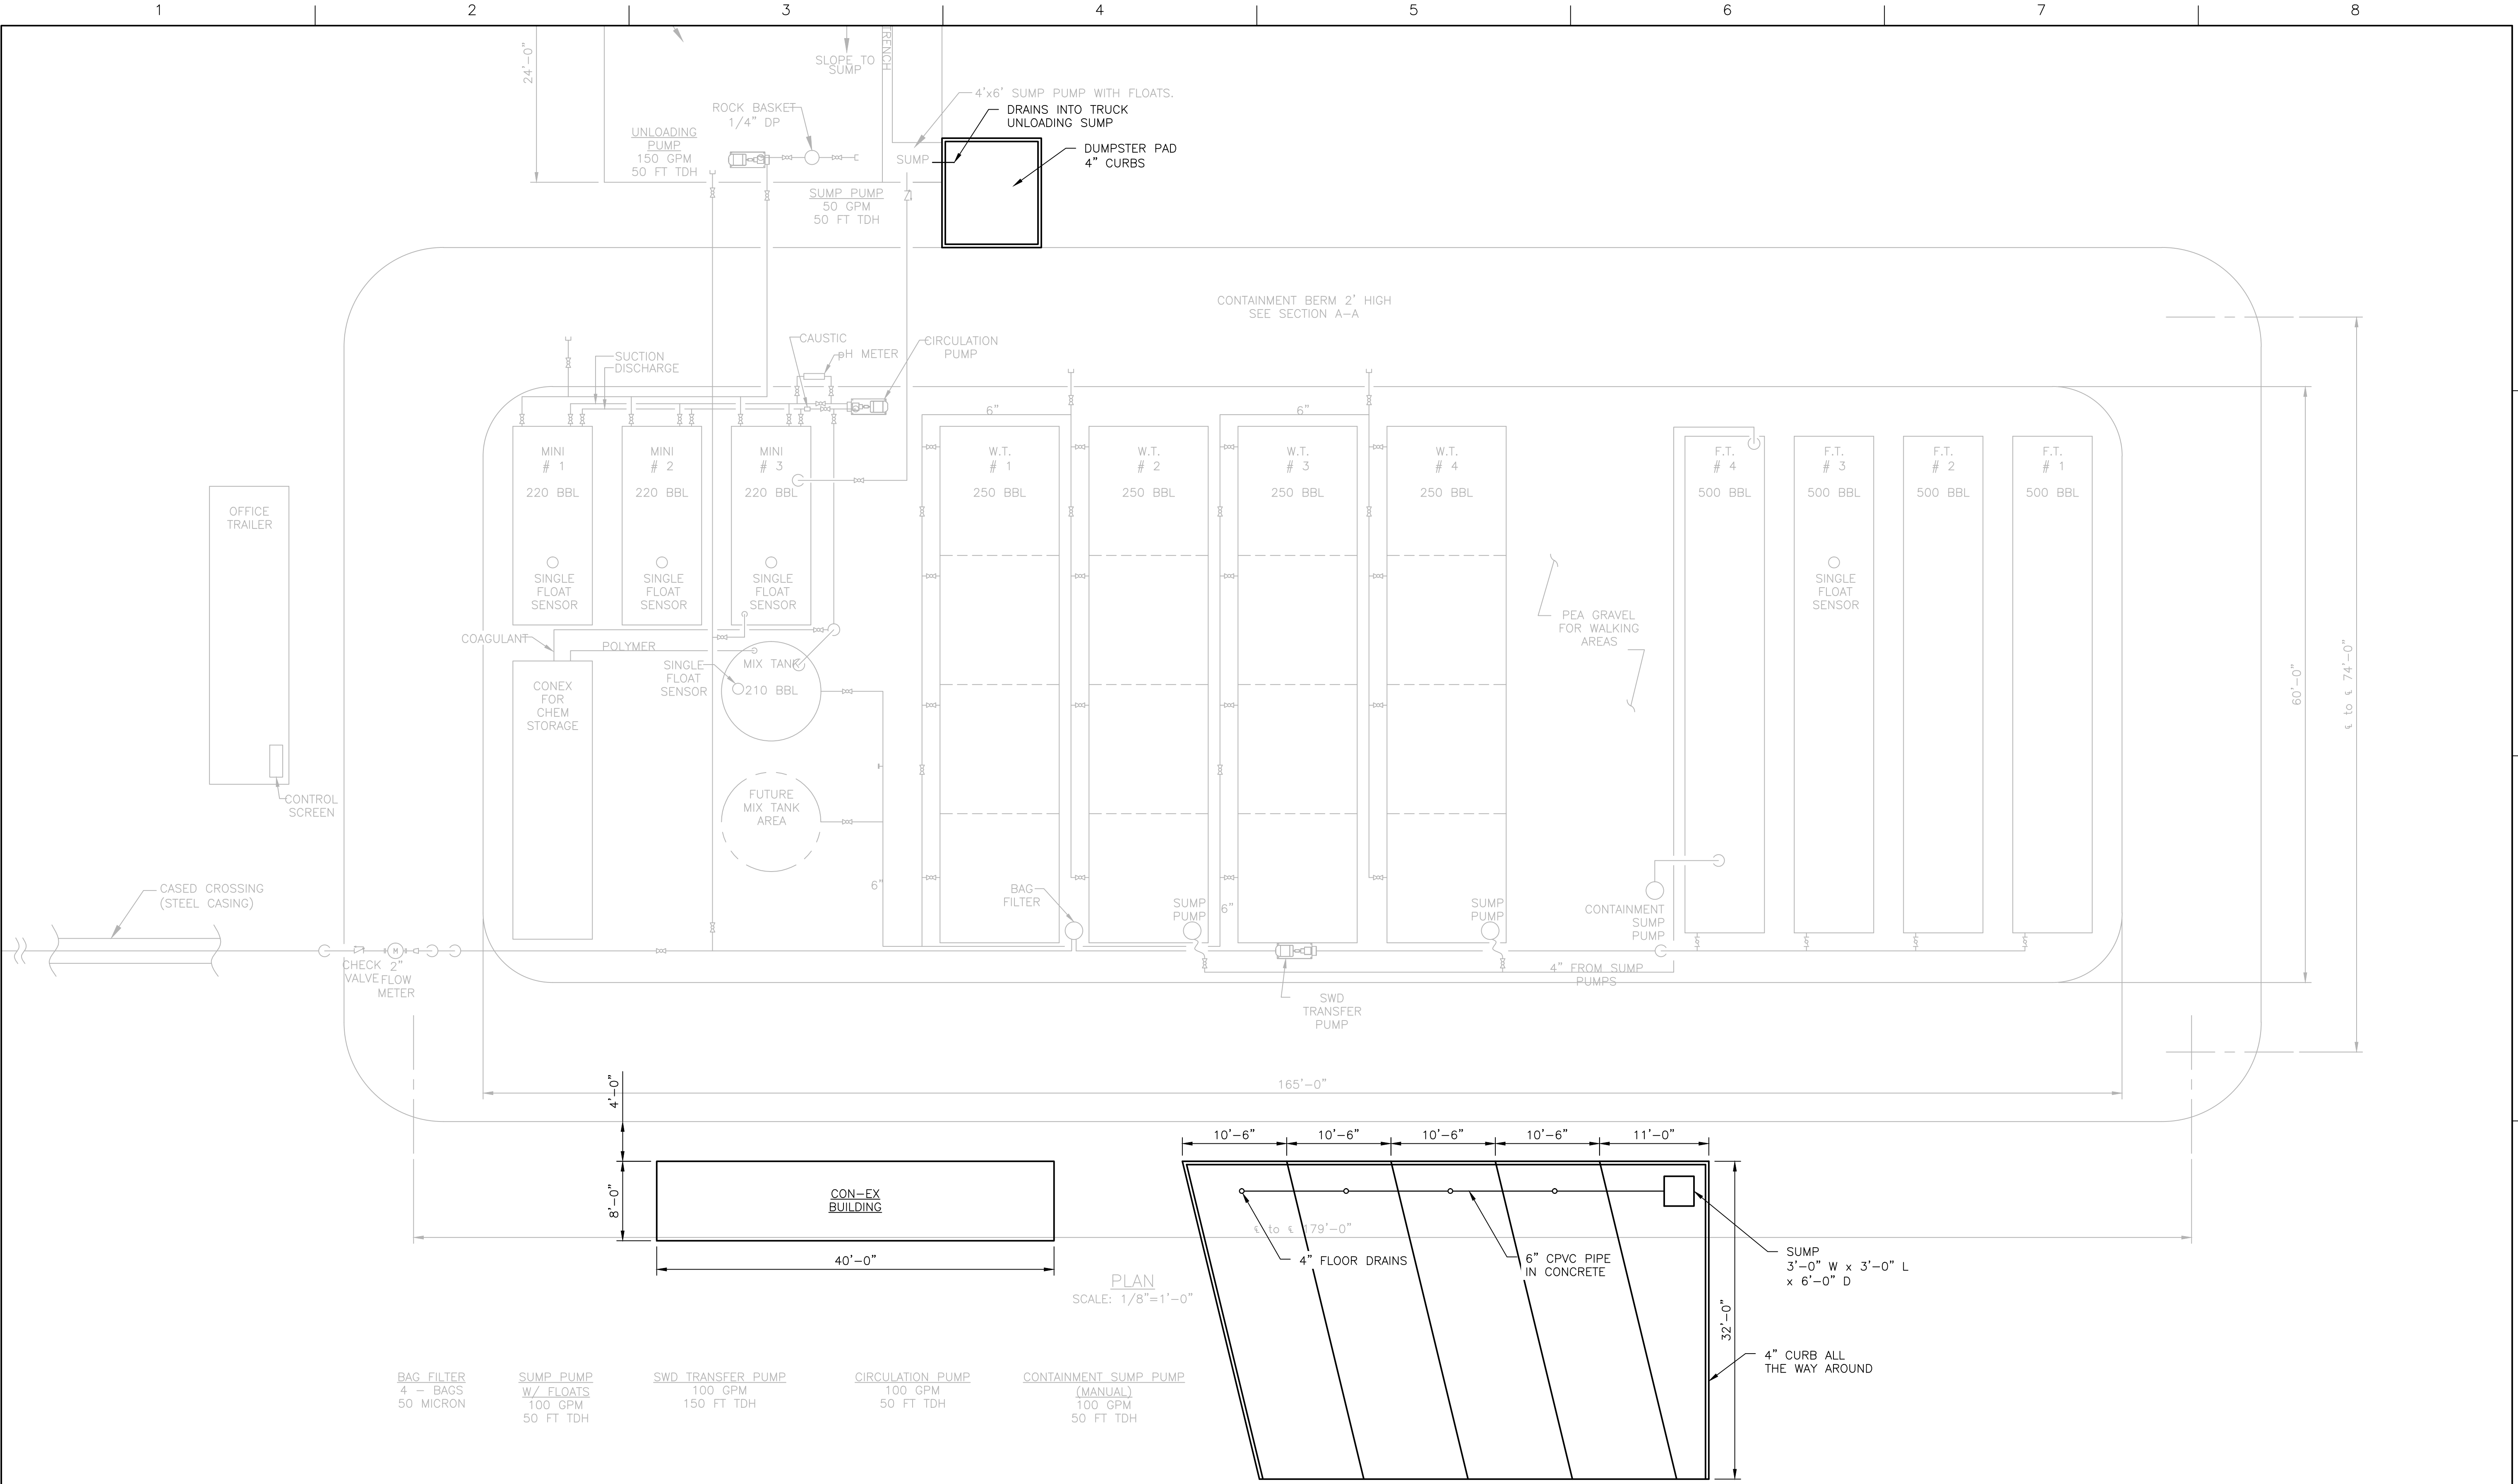 1 2 3 4 5 6 7 8
24'-0"
SLOPE TO
SUMP
TRENCH
4'x6' SUMP PUMP WITH FLOATS.
DRAINS INTO TRUCK
UNLOADING SUMP
ROCK BASKET
1/4" DP
UNLOADING
PUMP
150 GPM
50 FT TDH
SUMP
DUMPSTER PAD
4" CURBS
SUMP PUMP
50 GPM
50 FT TDH
CONTAINMENT BERM 2' HIGH
SEE SECTION A-A
SUCTION
DISCHARGE
CAUSTIC
pH METER
CIRCULATION
PUMP
6"
6"
MINI
# 1
220 BBL
MINI
# 2
220 BBL
MINI
# 3
220 BBL
W.T.
# 1
250 BBL
W.T.
# 2
250 BBL
W.T.
# 3
250 BBL
W.T.
# 4
250 BBL
F.T.
# 4
500 BBL
F.T.
# 3
500 BBL
F.T.
# 2
500 BBL
F.T.
# 1
500 BBL
OFFICE
TRAILER
SINGLE
FLOAT
SENSOR
SINGLE
FLOAT
SENSOR
SINGLE
FLOAT
SENSOR
SINGLE
FLOAT
SENSOR
PEA GRAVEL
FOR WALKING
AREAS
COAGULANT
POLYMER
SINGLE
FLOAT
SENSOR
MIX TANK
210 BBL
CONEX
FOR
CHEM
STORAGE
60'-0"
℄ to ℄ 74'-0"
CONTROL
SCREEN
FUTURE
MIX TANK
AREA
6"
CASED CROSSING
(STEEL CASING)
BAG
FILTER
SUMP
PUMP
6"
SUMP
PUMP
CONTAINMENT
SUMP
PUMP
M
CHECK
VALVE
2"
FLOW
METER
4" FROM SUMP
PUMPS
SWD
TRANSFER
PUMP
165'-0"
4'-0"
8'-0"
CON-EX
BUILDING
40'-0"
10'-6"
10'-6"
10'-6"
10'-6"
11'-0"
℄ to ℄ 179'-0"
4" FLOOR DRAINS
6" CPVC PIPE
IN CONCRETE
SUMP
3'-0" W x 3'-0" L
x 6'-0" D
32'-0"
4" CURB ALL
THE WAY AROUND
PLAN
SCALE: 1/8"=1'-0"
BAG FILTER
4 - BAGS
50 MICRON
SUMP PUMP
W/ FLOATS
100 GPM
50 FT TDH
SWD TRANSFER PUMP
100 GPM
150 FT TDH
CIRCULATION PUMP
100 GPM
50 FT TDH
CONTAINMENT SUMP PUMP
(MANUAL)
100 GPM
50 FT TDH